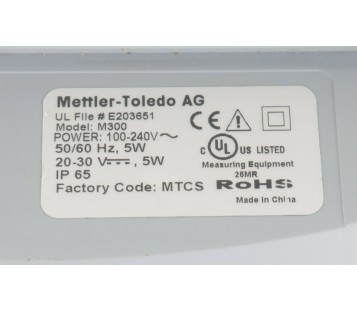 Mettler-Toledo AG
UL File # E203651
Model: M300
POWER: 100-240V~
50/60 Hz, 5W
20-30 V⎓, 5W
IP 65
Factory Code: MTCS
CE
C UL US LISTED
Measuring Equipment
26MR
RoHS
Made in China